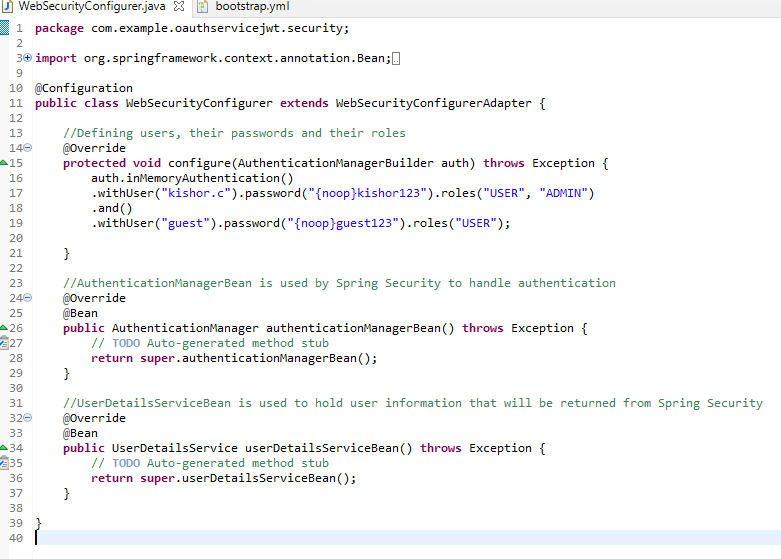 WebSecurityConfigurer.java bootstrap.yml
1 package com.example.oauthservicejwt.security;
2
3 import org.springframework.context.annotation.Bean;
9
10 @Configuration
11 public class WebSecurityConfigurer extends WebSecurityConfigurerAdapter {
12
13 //Defining users, their passwords and their roles
14 @Override
15 protected void configure(AuthenticationManagerBuilder auth) throws Exception {
16 auth.inMemoryAuthentication()
17 .withUser("kishor.c").password("{noop}kishor123").roles("USER", "ADMIN")
18 .and()
19 .withUser("guest").password("{noop}guest123").roles("USER");
20
21 }
22
23 //AuthenticationManagerBean is used by Spring Security to handle authentication
24 @Override
25 @Bean
26 public AuthenticationManager authenticationManagerBean() throws Exception {
27 // TODO Auto-generated method stub
28 return super.authenticationManagerBean();
29 }
30
31 //UserDetailsServiceBean is used to hold user information that will be returned from Spring Security
32 @Override
33 @Bean
34 public UserDetailsService userDetailsServiceBean() throws Exception {
35 // TODO Auto-generated method stub
36 return super.userDetailsServiceBean();
37 }
38
39 }
40